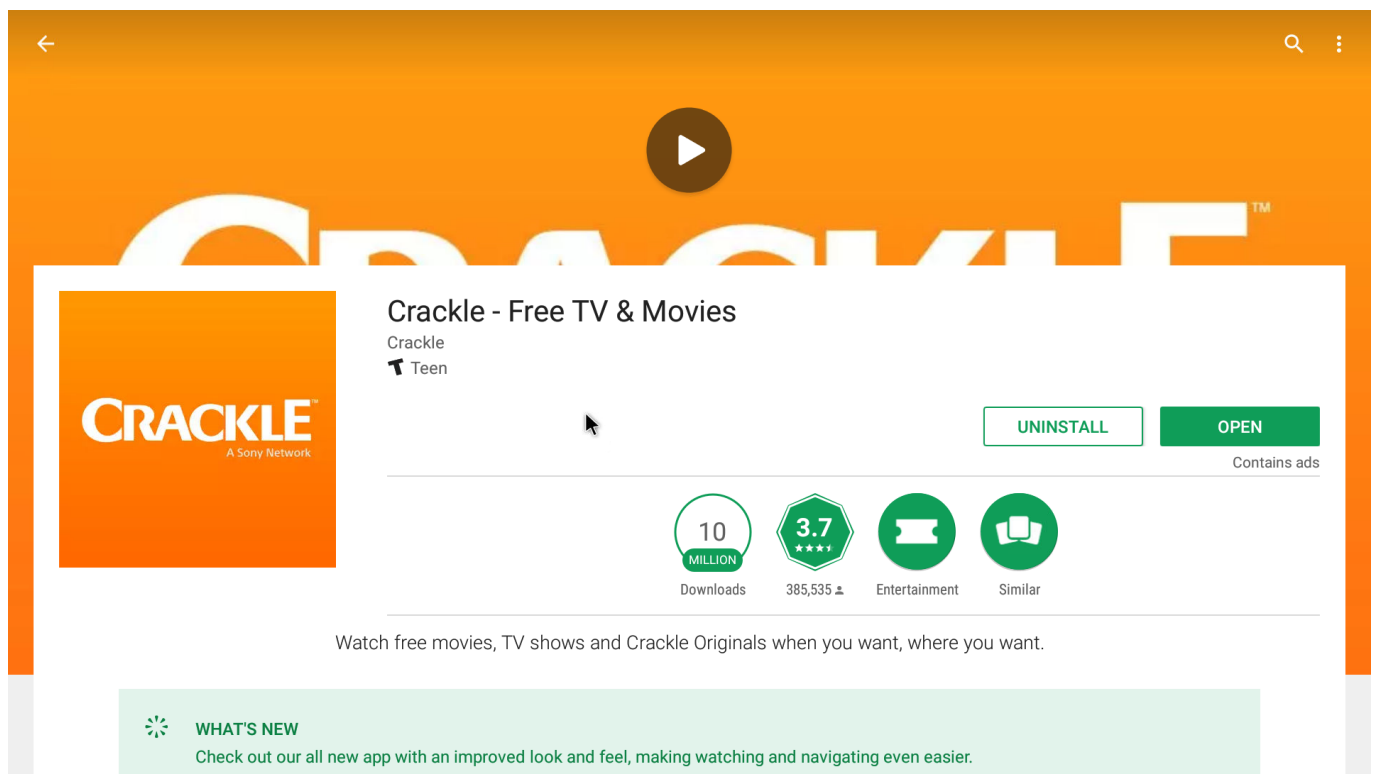 CRACKLE™
Crackle - Free TV & Movies
Crackle
T Teen
CRACKLE™
A Sony Network
UNINSTALL
OPEN
Contains ads
10
MILLION
Downloads
3.7
385,535
Entertainment
Similar
Watch free movies, TV shows and Crackle Originals when you want, where you want.
WHAT'S NEW
Check out our all new app with an improved look and feel, making watching and navigating even easier.